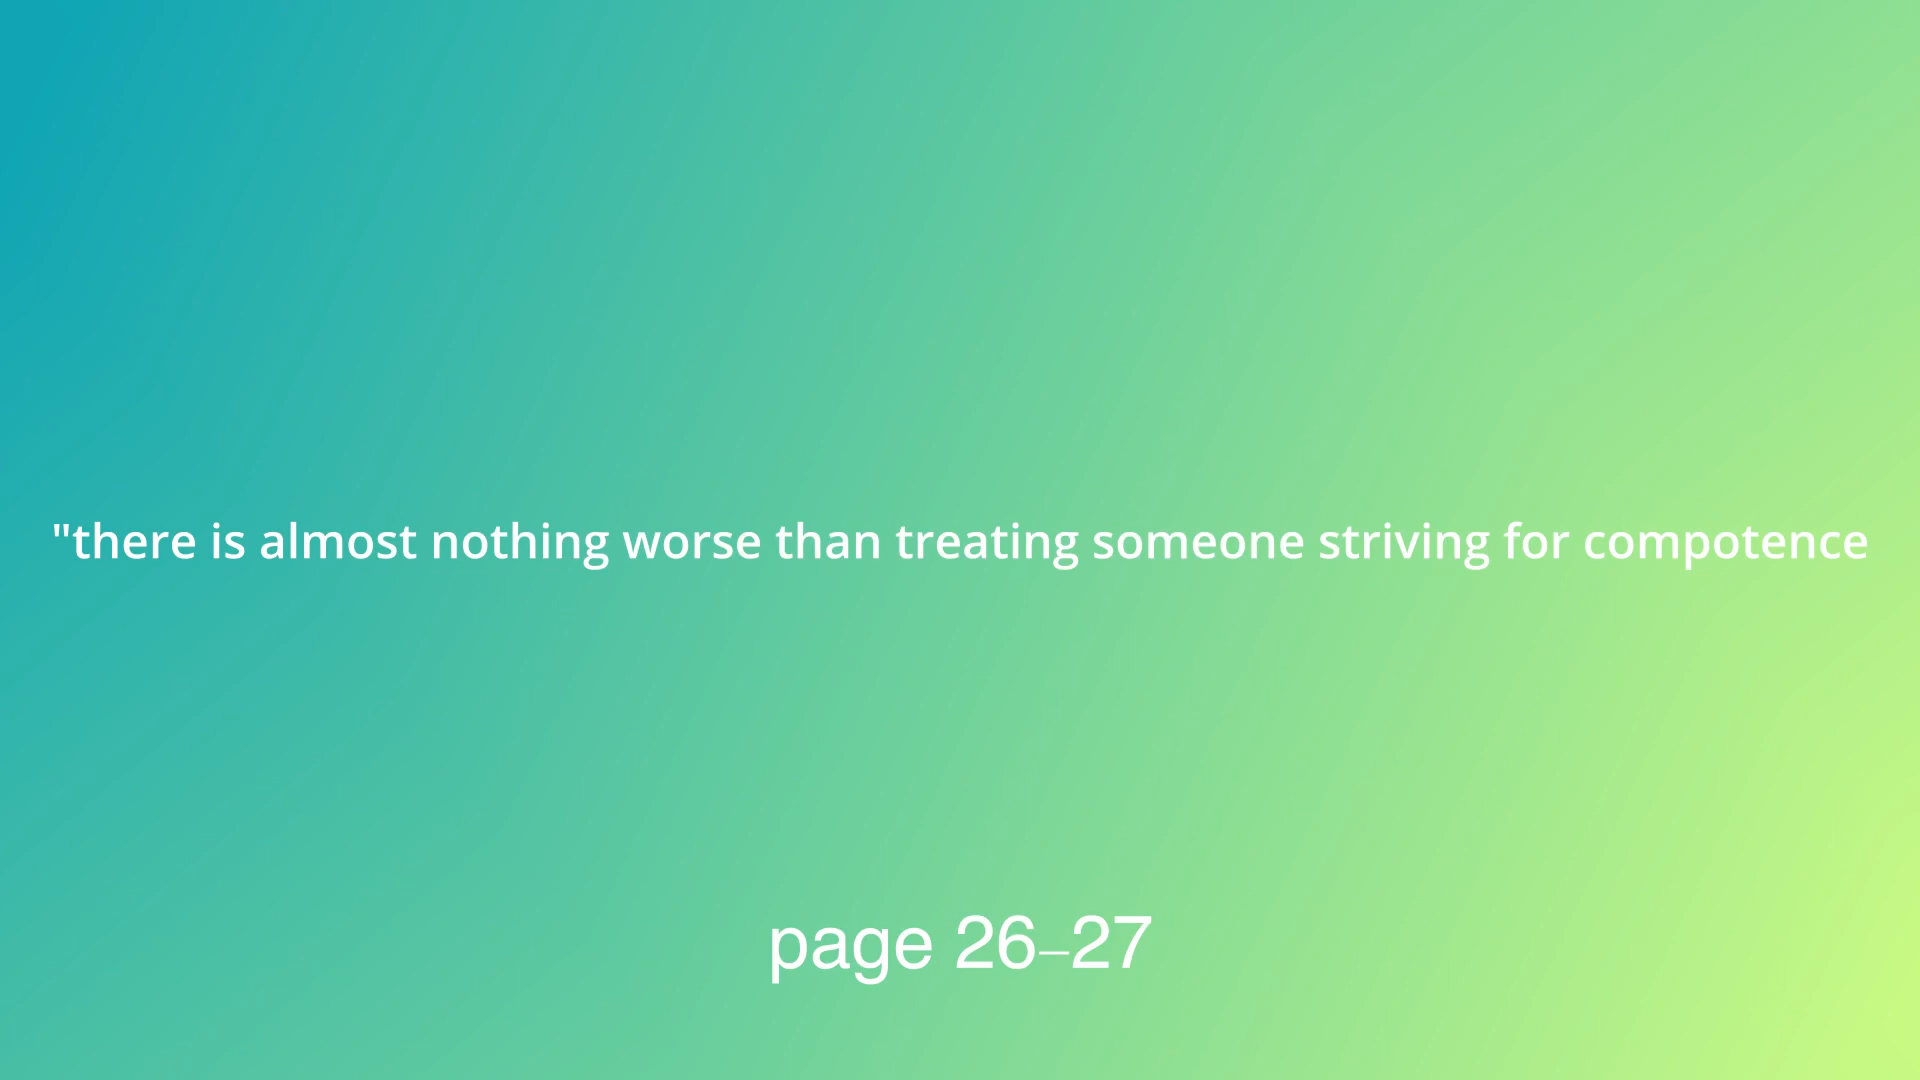 "there is almost nothing worse than treating someone striving for compotence
page 26–27